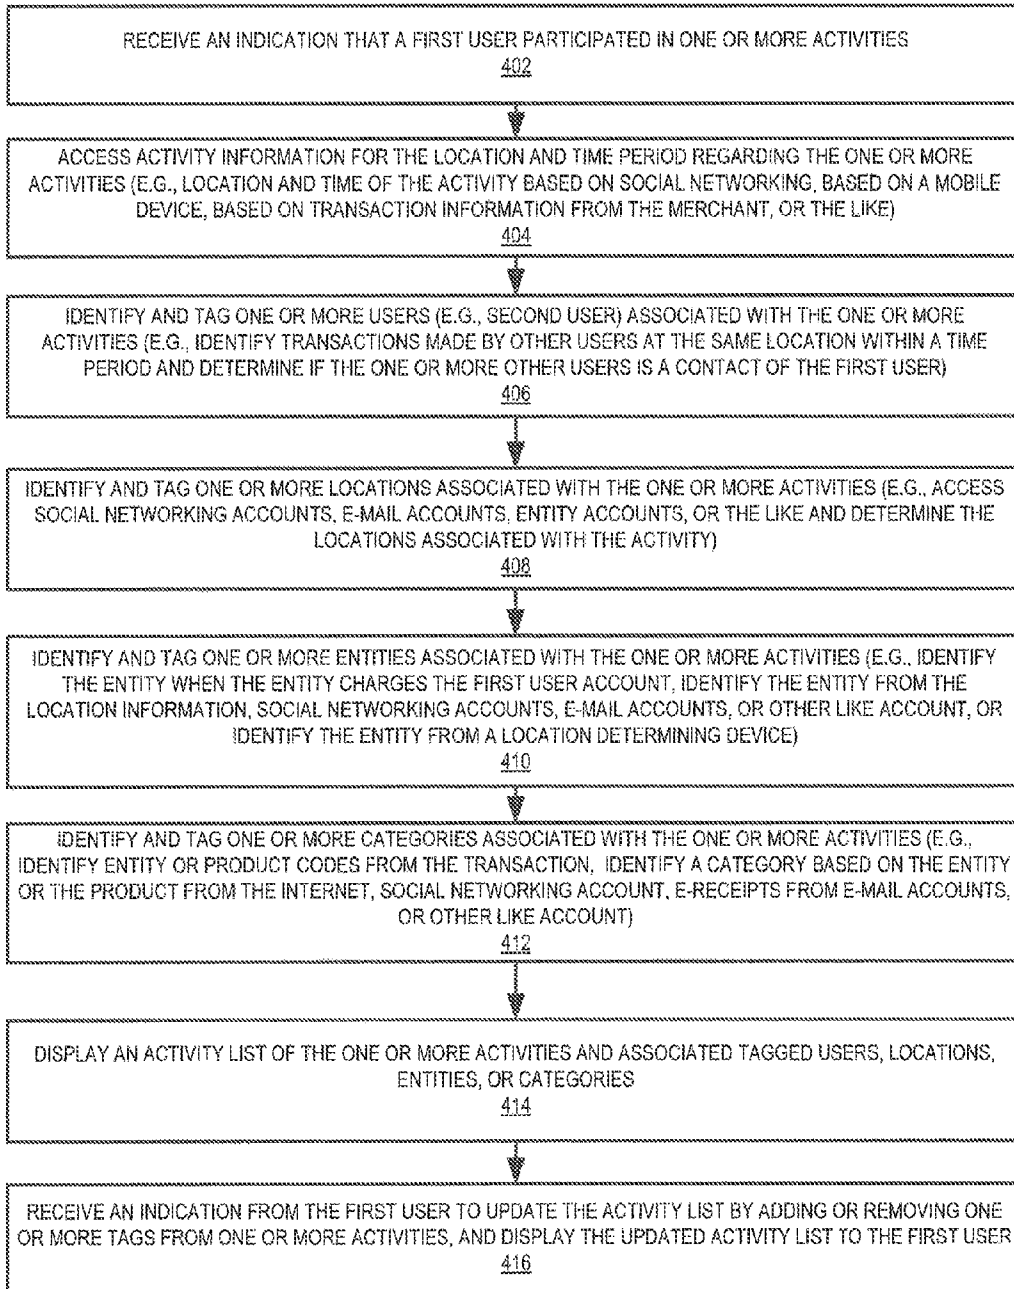 RECEIVE AN INDICATION THAT A FIRST USER PARTICIPATED IN ONE OR MORE ACTIVITIES
402
ACCESS ACTIVITY INFORMATION FOR THE LOCATION AND TIME PERIOD REGARDING THE ONE OR MORE
ACTIVITIES (E.G., LOCATION AND TIME OF THE ACTIVITY BASED ON SOCIAL NETWORKING, BASED ON A MOBILE
DEVICE, BASED ON TRANSACTION INFORMATION FROM THE MERCHANT, OR THE LIKE)
404
IDENTIFY AND TAG ONE OR MORE USERS (E.G., SECOND USER) ASSOCIATED WITH THE ONE OR MORE
ACTIVITIES (E.G., IDENTIFY TRANSACTIONS MADE BY OTHER USERS AT THE SAME LOCATION WITHIN A TIME
PERIOD AND DETERMINE IF THE ONE OR MORE OTHER USERS IS A CONTACT OF THE FIRST USER)
406
IDENTIFY AND TAG ONE OR MORE LOCATIONS ASSOCIATED WITH THE ONE OR MORE ACTIVITIES (E.G., ACCESS
SOCIAL NETWORKING ACCOUNTS, E-MAIL ACCOUNTS, ENTITY ACCOUNTS, OR THE LIKE AND DETERMINE THE
LOCATIONS ASSOCIATED WITH THE ACTIVITY)
408
IDENTIFY AND TAG ONE OR MORE ENTITIES ASSOCIATED WITH THE ONE OR MORE ACTIVITIES (E.G., IDENTIFY
THE ENTITY WHEN THE ENTITY CHARGES THE FIRST USER ACCOUNT, IDENTIFY THE ENTITY FROM THE
LOCATION INFORMATION, SOCIAL NETWORKING ACCOUNTS, E-MAIL ACCOUNTS, OR OTHER LIKE ACCOUNT, OR
IDENTIFY THE ENTITY FROM A LOCATION DETERMINING DEVICE)
410
IDENTIFY AND TAG ONE OR MORE CATEGORIES ASSOCIATED WITH THE ONE OR MORE ACTIVITIES (E.G.,
IDENTIFY ENTITY OR PRODUCT CODES FROM THE TRANSACTION, IDENTIFY A CATEGORY BASED ON THE ENTITY
OR THE PRODUCT FROM THE INTERNET, SOCIAL NETWORKING ACCOUNT, E-RECEIPTS FROM E-MAIL ACCOUNTS,
OR OTHER LIKE ACCOUNT)
412
DISPLAY AN ACTIVITY LIST OF THE ONE OR MORE ACTIVITIES AND ASSOCIATED TAGGED USERS, LOCATIONS,
ENTITIES, OR CATEGORIES
414
RECEIVE AN INDICATION FROM THE FIRST USER TO UPDATE THE ACTIVITY LIST BY ADDING OR REMOVING ONE
OR MORE TAGS FROM ONE OR MORE ACTIVITIES, AND DISPLAY THE UPDATED ACTIVITY LIST TO THE FIRST USER
416